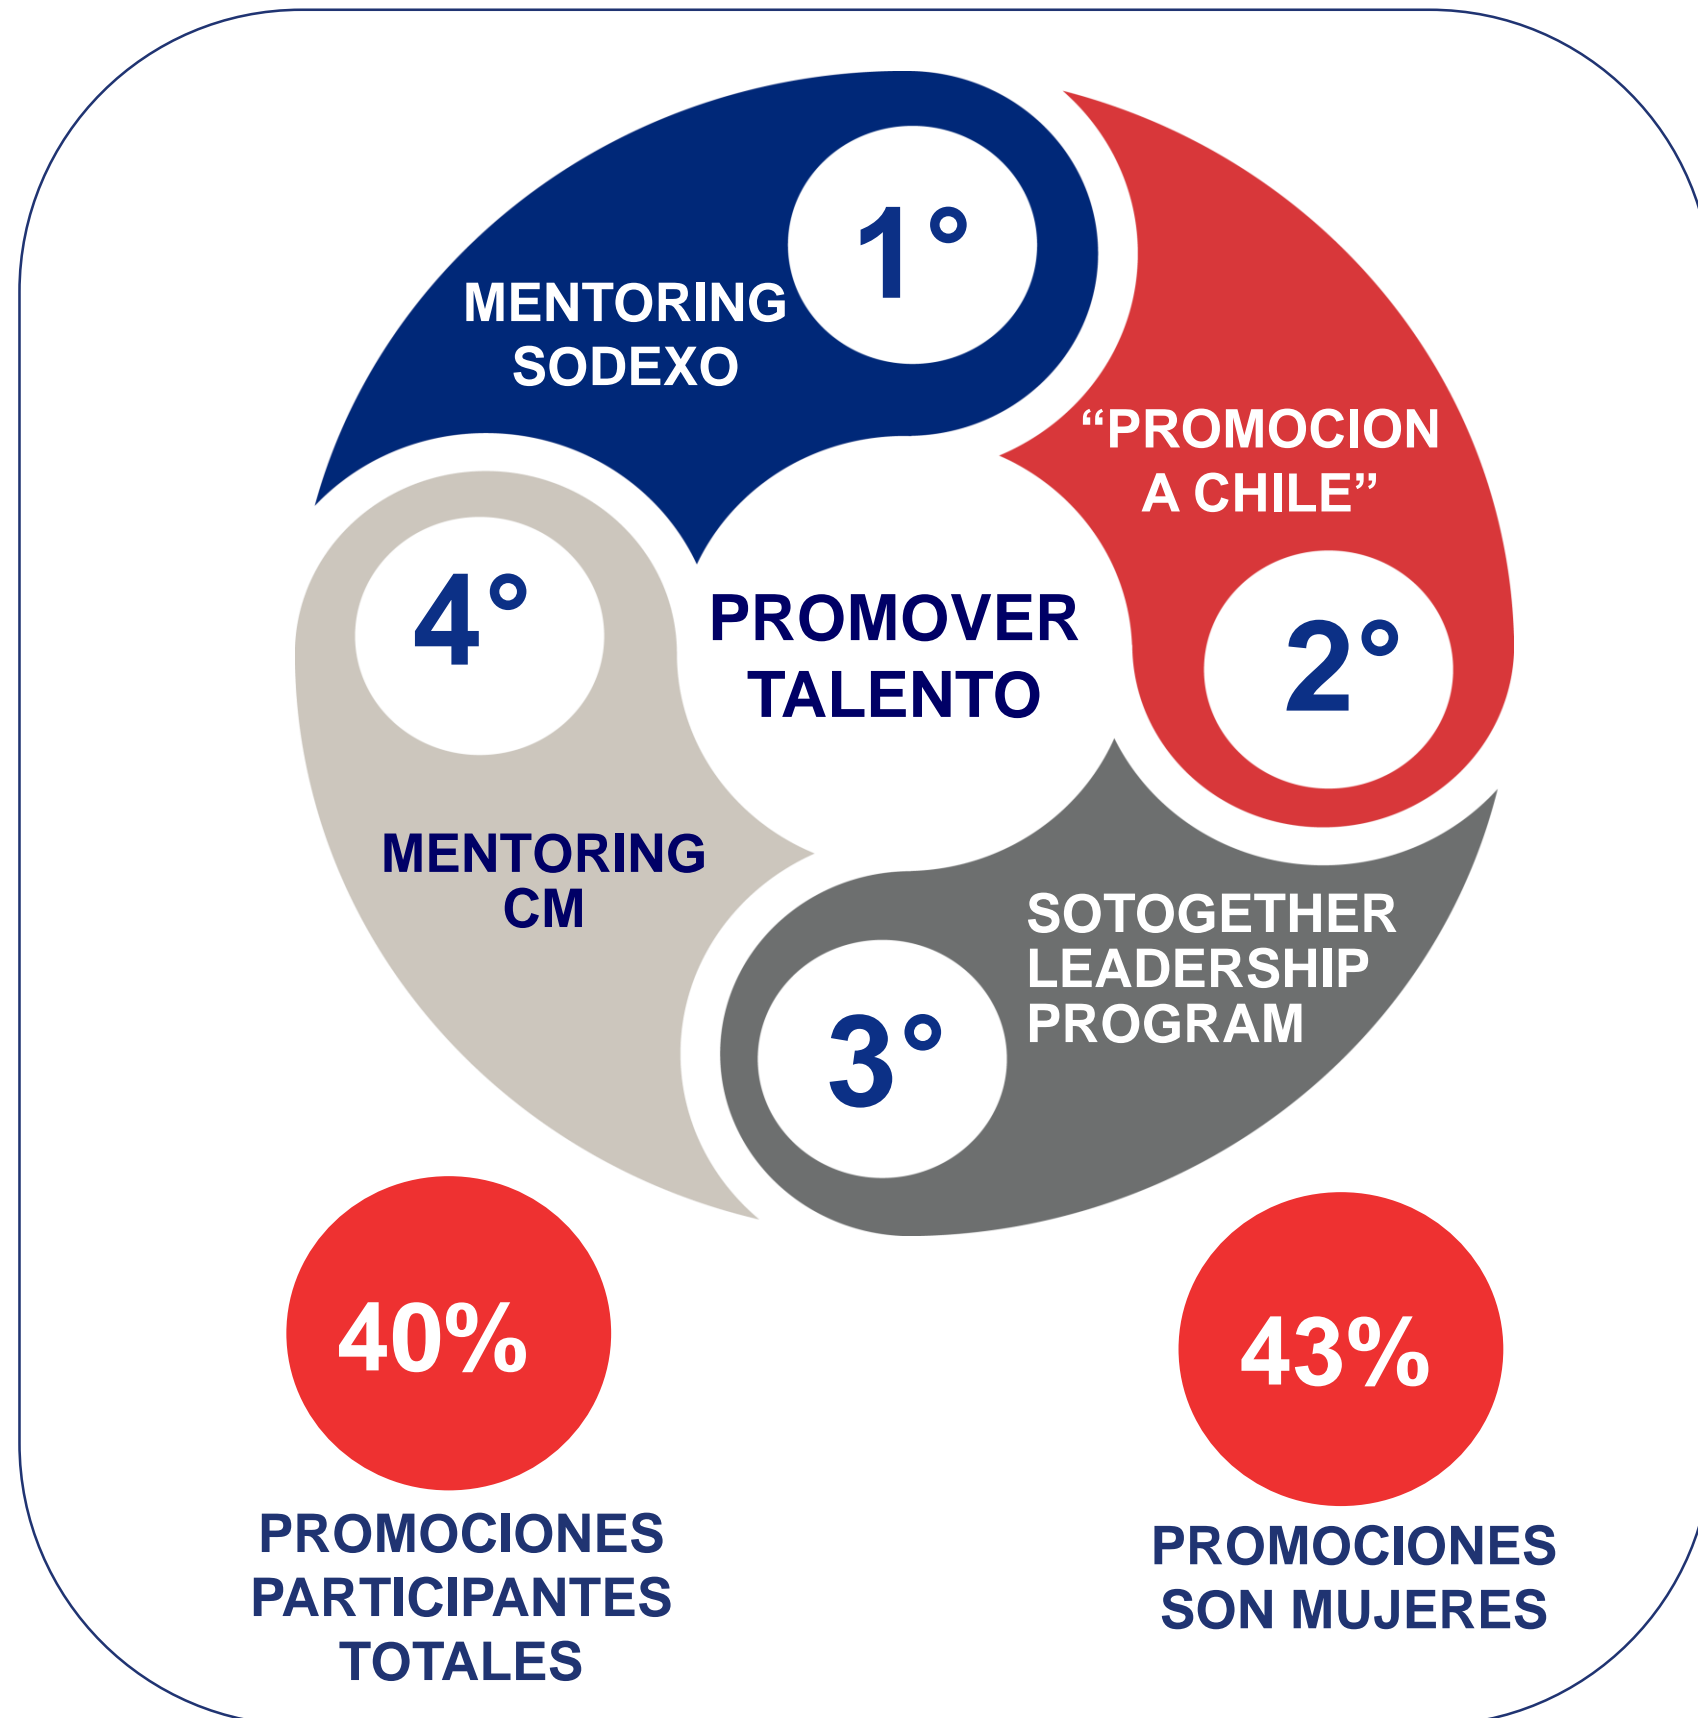 1°
MENTORING
SODEXO
“PROMOCION
A CHILE”
2°
PROMOVER
TALENTO
4°
MENTORING
CM
SOTOGETHER
LEADERSHIP
PROGRAM
3°
40%
PROMOCIONES
PARTICIPANTES
TOTALES
43%
PROMOCIONES
SON MUJERES